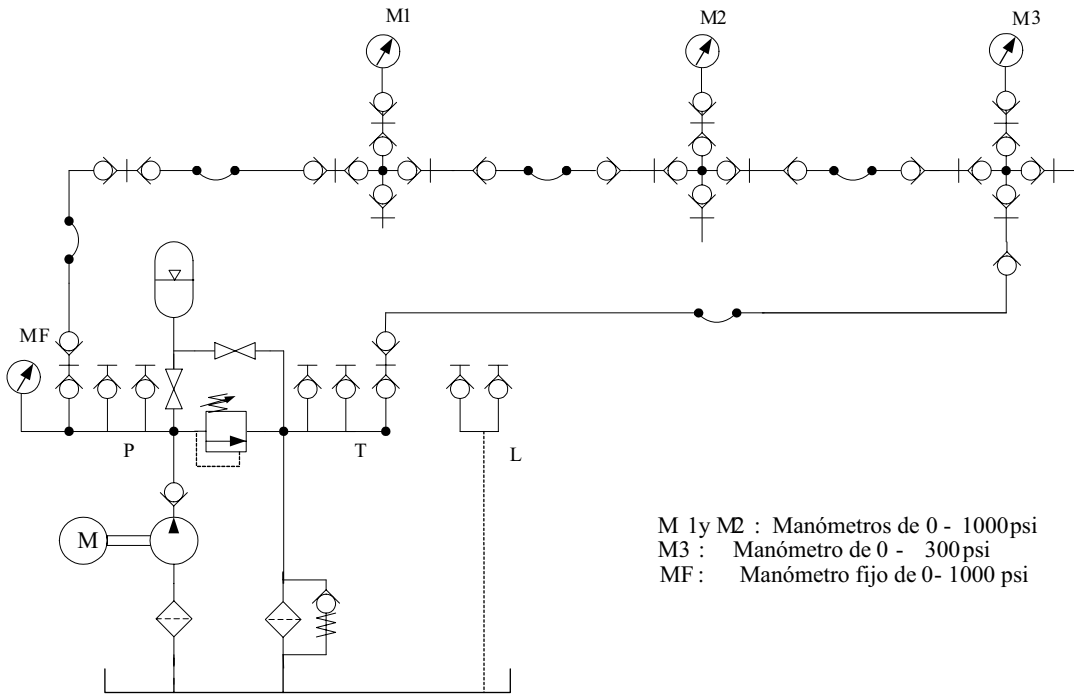 M1
M2
M3
MF
P
T
L
M
M 1y M2 : Manómetros de 0 - 1000psi
M3 : Manómetro de 0 - 300psi
MF : Manómetro fijo de 0- 1000 psi